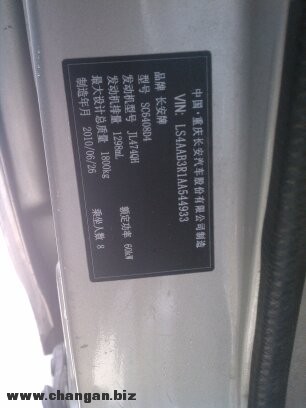 中国·重庆长安汽车股份有限公司制造
VIN: LS4AAB3R1AA544933
品牌 长安牌
型号 SC6408D4
发动机型号 JL474QH 额定功率 60kW
发动机排量 1298mL
最大设计总质量 1800kg 乘坐人数 8
制造年月 2010/06/26
www.changan.biz